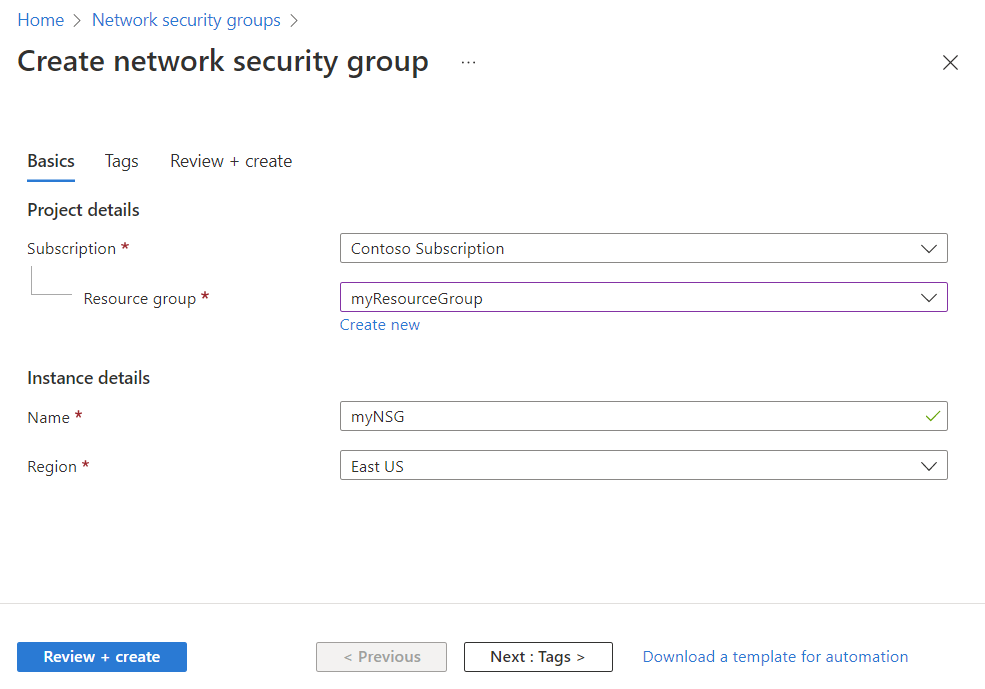 Home > Network security groups >
Create network security group ...
Basics Tags Review + create
Project details
Subscription * Contoso Subscription
Resource group * myResourceGroup
Create new
Instance details
Name * myNSG
Region * East US
Review + create < Previous Next : Tags > Download a template for automation